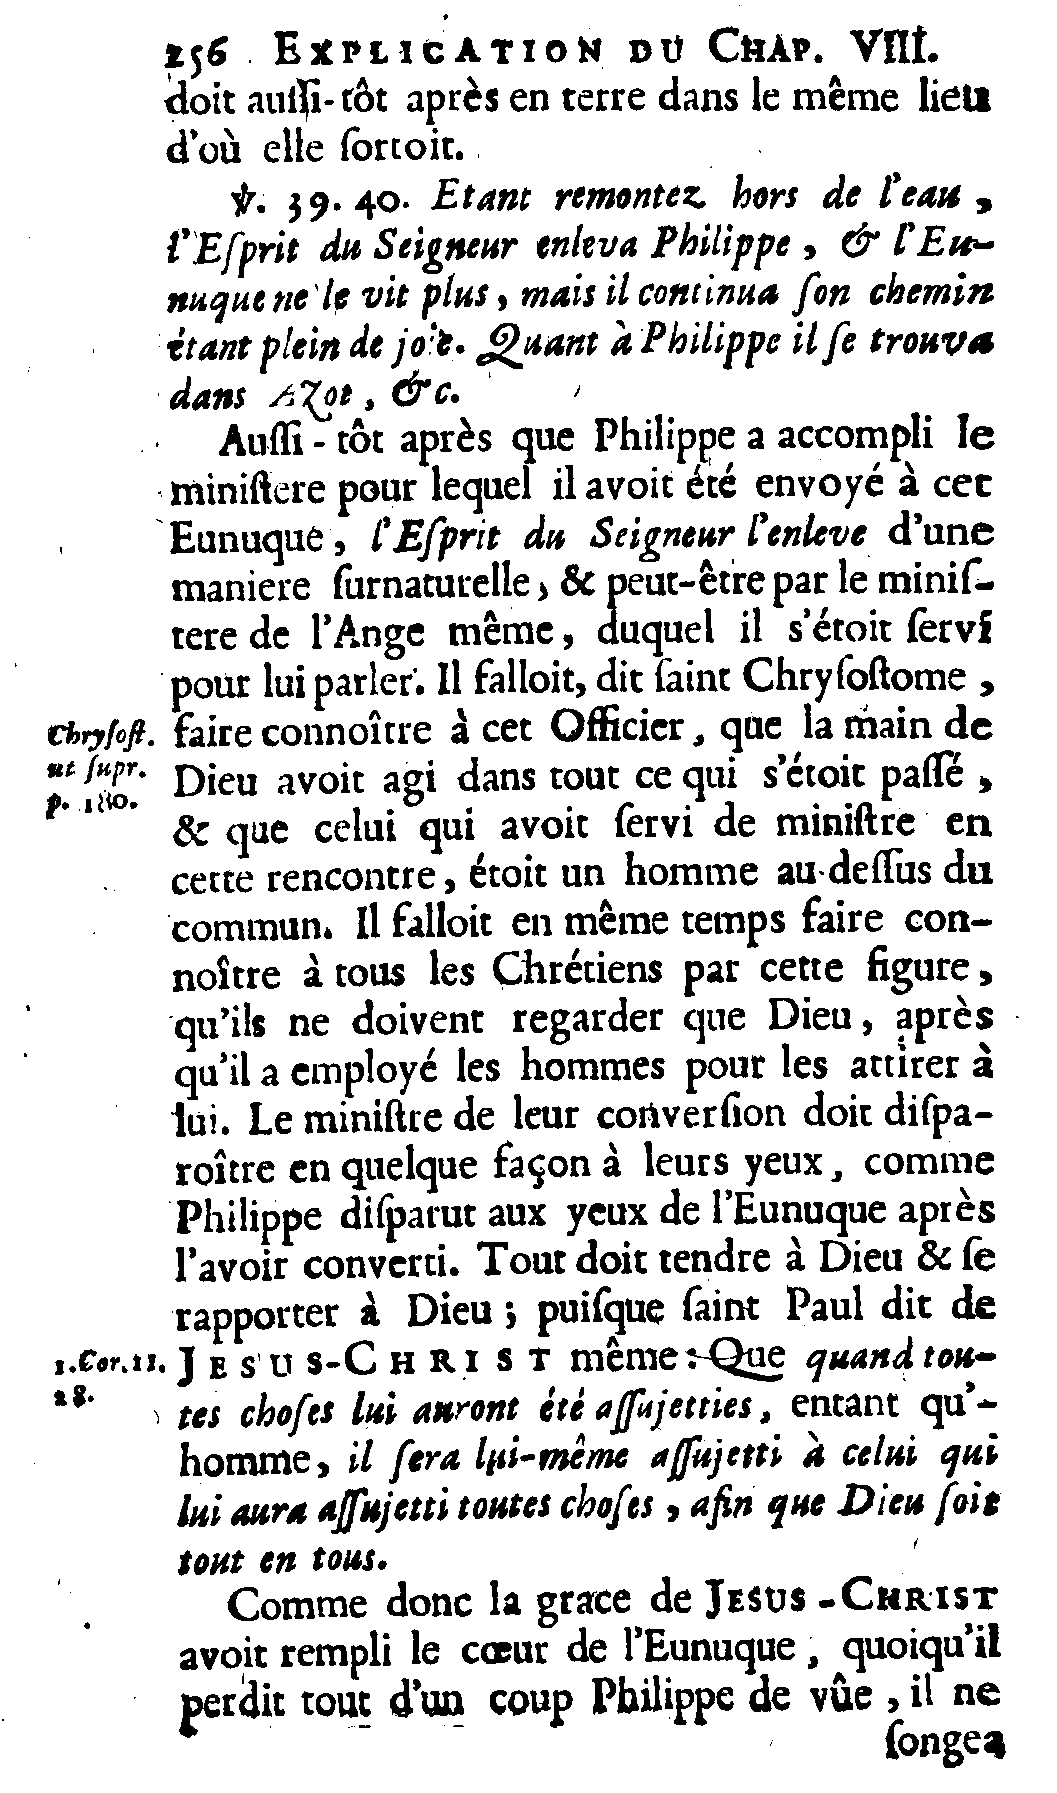 256 EXPLICATION DU CHAP. VIII.
doit auſſi-tôt après en terre dans le même lieu
d'où elle ſortoit.
℣. 39. 40. Etant remontez hors de l'eau,
l'Eſprit du Seigneur enleva Philippe, & l'Eu-
nuque ne le vit plus, mais il continua ſon chemin
étant plein de joïe. Quant à Philippe il ſe trouva
dans Azot, &c.
Auſſi-tôt après que Philippe a accompli le
miniſtere pour lequel il avoit été envoyé à cet
Eunuque, l'Eſprit du Seigneur l'enleve d'une
maniere ſurnaturelle, & peut-être par le miniſ-
tere de l'Ange même, duquel il s'étoit ſervi
pour lui parler. Il falloit, dit ſaint Chryſoſtome,
Chryſoſt. faire connoître à cet Officier, que la main de
ut ſupr. Dieu avoit agi dans tout ce qui s'étoit paſſé,
p. 180. & que celui qui avoit ſervi de miniſtre en
cette rencontre, étoit un homme au-deſſus du
commun. Il falloit en même temps faire con-
noître à tous les Chrétiens par cette figure,
qu'ils ne doivent regarder que Dieu, après
qu'il a employé les hommes pour les attirer à
lui. Le miniſtre de leur converſion doit diſpa-
roître en quelque façon à leurs yeux, comme
Philippe diſparut aux yeux de l'Eunuque après
l'avoir converti. Tout doit tendre à Dieu & ſe
rapporter à Dieu; puiſque ſaint Paul dit de
1. Cor. 11. JESUS-CHRIST même: Que quand tou-
28. tes choſes lui auront été aſſujetties, entant qu'-
homme, il ſera lui-même aſſujetti à celui qui
lui aura aſſujetti toutes choſes, afin que Dieu ſoit
tout en tous.
Comme donc la grace de JESUS-CHRIST
avoit rempli le cœur de l'Eunuque, quoiqu'il
perdit tout d'un coup Philippe de vûe, il ne
ſongea